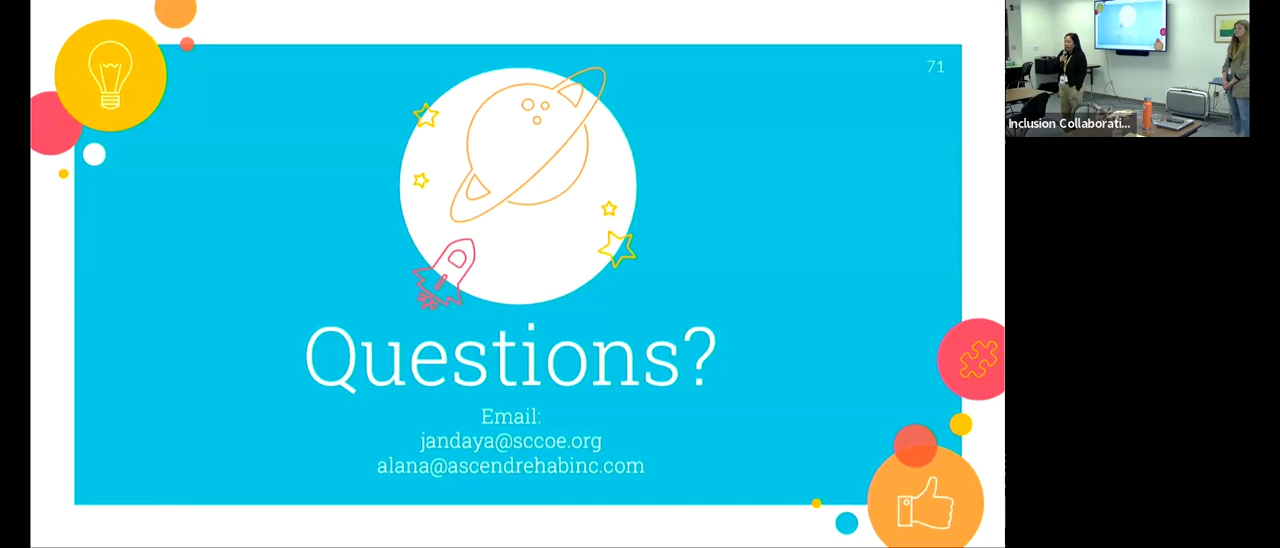 71
Inclusion Collaborati...
Questions?
Email:
jandaya@sccoe.org
alana@ascendrehabinc.com